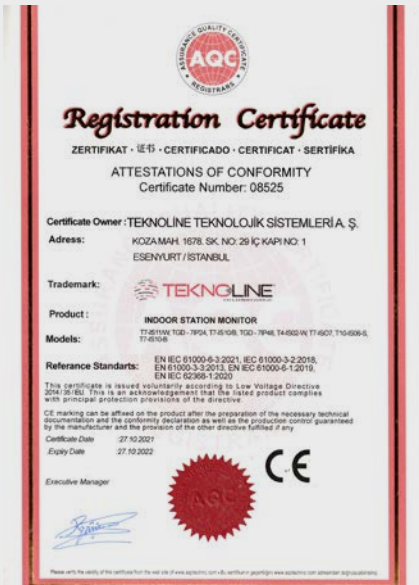 ASSURANCE QUALITY CERTIFICATE
AQC
REGISTRARS
Registration Certificate
ZERTIFIKAT · 证书 · CERTIFICADO · CERTIFICAT · SERTİFİKA
ATTESTATIONS OF CONFORMITY
Certificate Number: 08525
Certificate Owner : TEKNOLİNE TEKNOLOJİK SİSTEMLERİ A. Ş.
Adress: KOZA MAH. 1678. SK. NO: 29 İÇ KAPI NO: 1
ESENYURT / İSTANBUL
Trademark: TEKNOLINE
Product : INDOOR STATION MONITOR
Models:
Referance Standarts: EN IEC 61000-6-3:2021, IEC 61000-3-2:2018,
EN 61000-3-3:2013, EN IEC 61000-6-1:2019,
EN IEC 62368-1:2020
This certificate is issued voluntarily according to Low Voltage Directive
2014/35/EU. This is an acknowledgement that the listed product complies
with principal protection provisions of the directive.
CE marking can be affixed on the product after the preparation of the necessary technical
documentation and the conformity declaration as well as the production control guaranteed
by the manufacturer and the provision of the other directive fulfilled if any
Certificate Date :27.10.2021
Expiry Date :27.10.2022
CE
Executive Manager
AQC